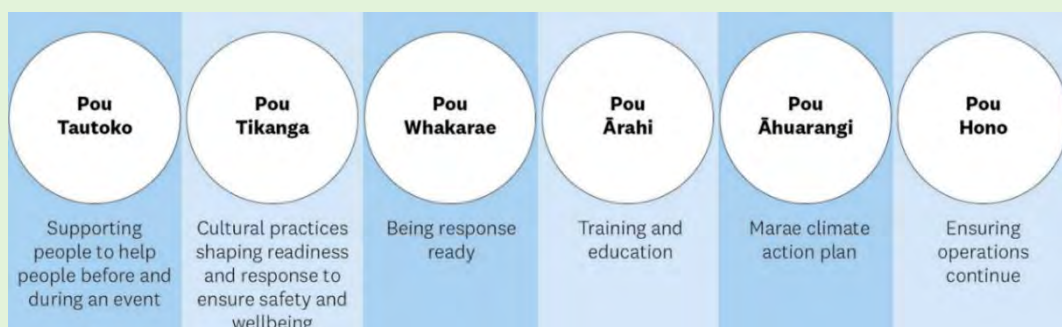 Pou
Tautoko
Supporting
people to help
people before and
during an event
Pou
Tikanga
Cultural practices
shaping readiness
and response to
ensure safety and
wellbeing
Pou
Whakarae
Being response
ready
Pou
Ārahi
Training and
education
Pou
Āhuarangi
Marae climate
action plan
Pou
Hono
Ensuring
operations
continue